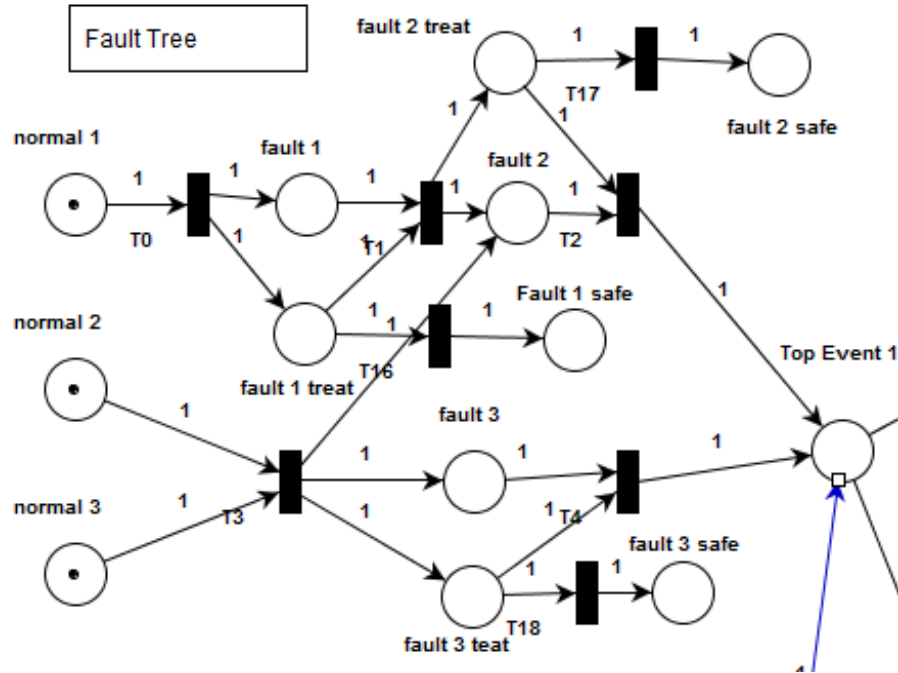 Fault Tree
fault 2 treat
1
1
T17
fault 2 safe
normal 1
1
T0
1
1
fault 1
1
1
T1
1
1
fault 2
1
T2
1
1
fault 1 treat
1
1
T16
1
Fault 1 safe
Top Event 1
normal 2
1
normal 3
1
T3
fault 3
1
1
1
T4
1
1
fault 3 teat
1
T18
1
fault 3 safe
1